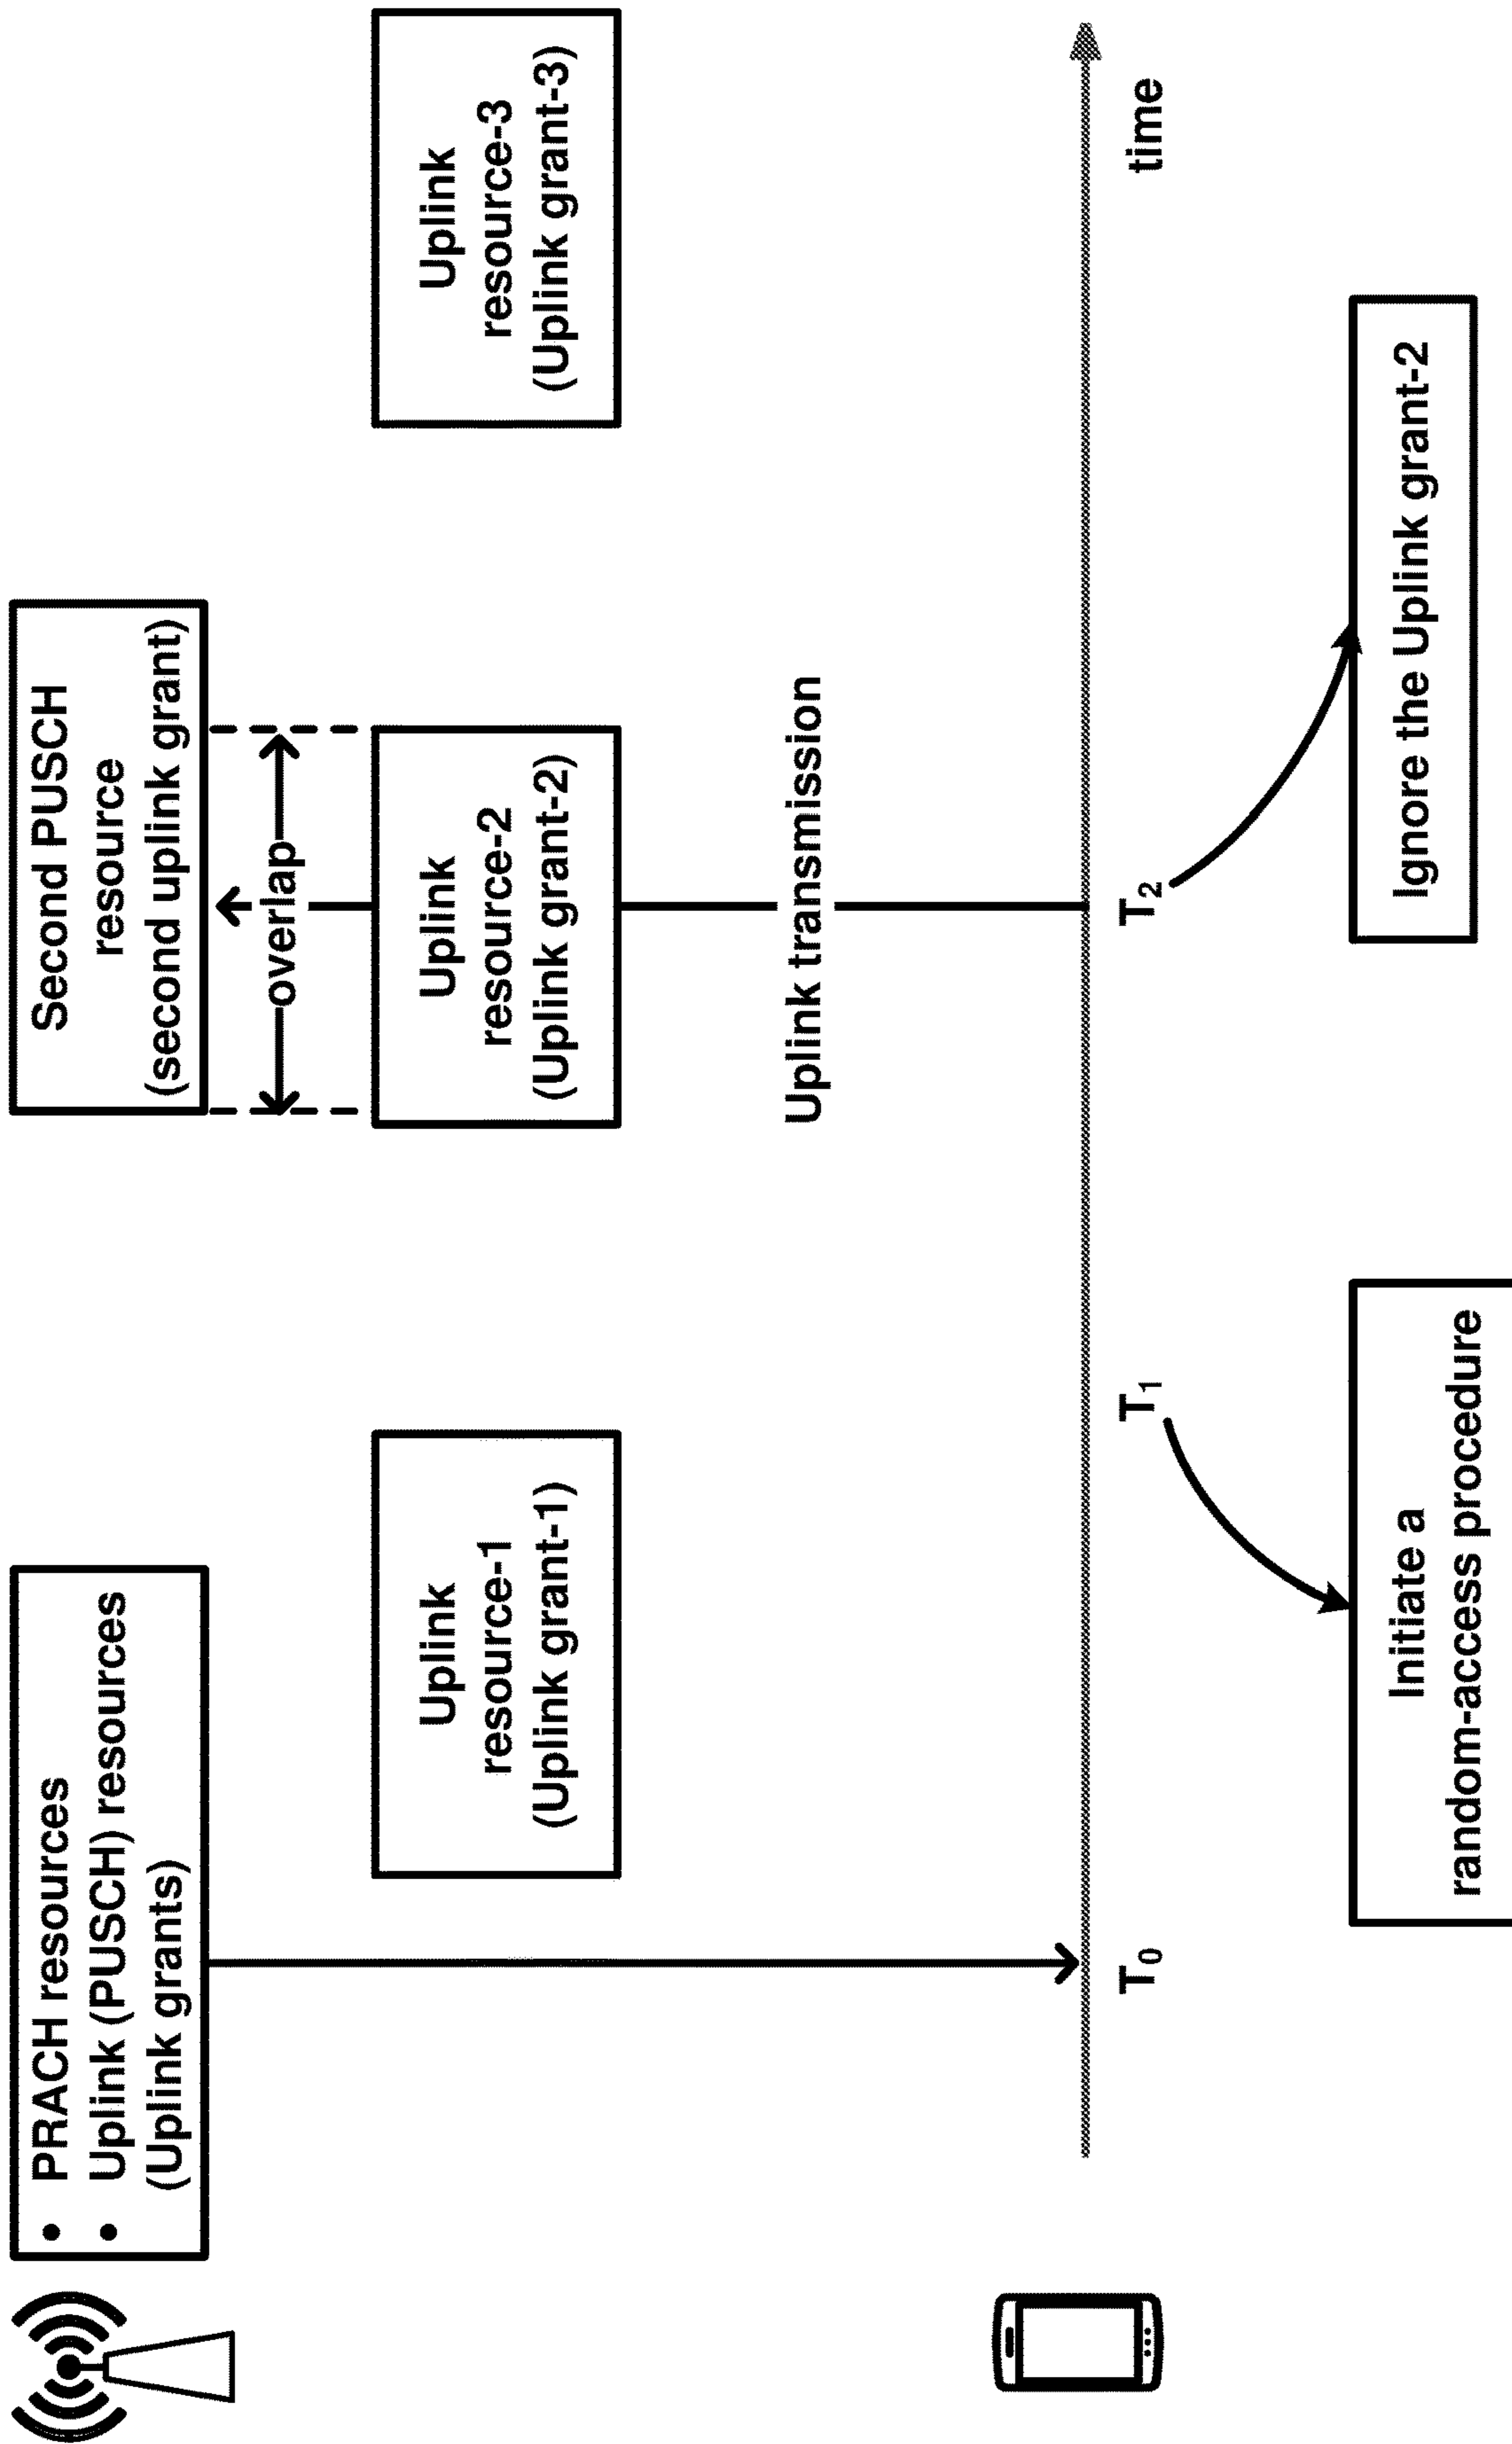 • PRACH resources
• Uplink (PUSCH) resources
(Uplink grants)
Second PUSCH
resource
(second uplink grant)
overlap
Uplink
resource-1
(Uplink grant-1)
Uplink
resource-2
(Uplink grant-2)
Uplink
resource-3
(Uplink grant-3)
Uplink transmission
T₀
T₁
T₂
time
Initiate a
random-access procedure
Ignore the Uplink grant-2